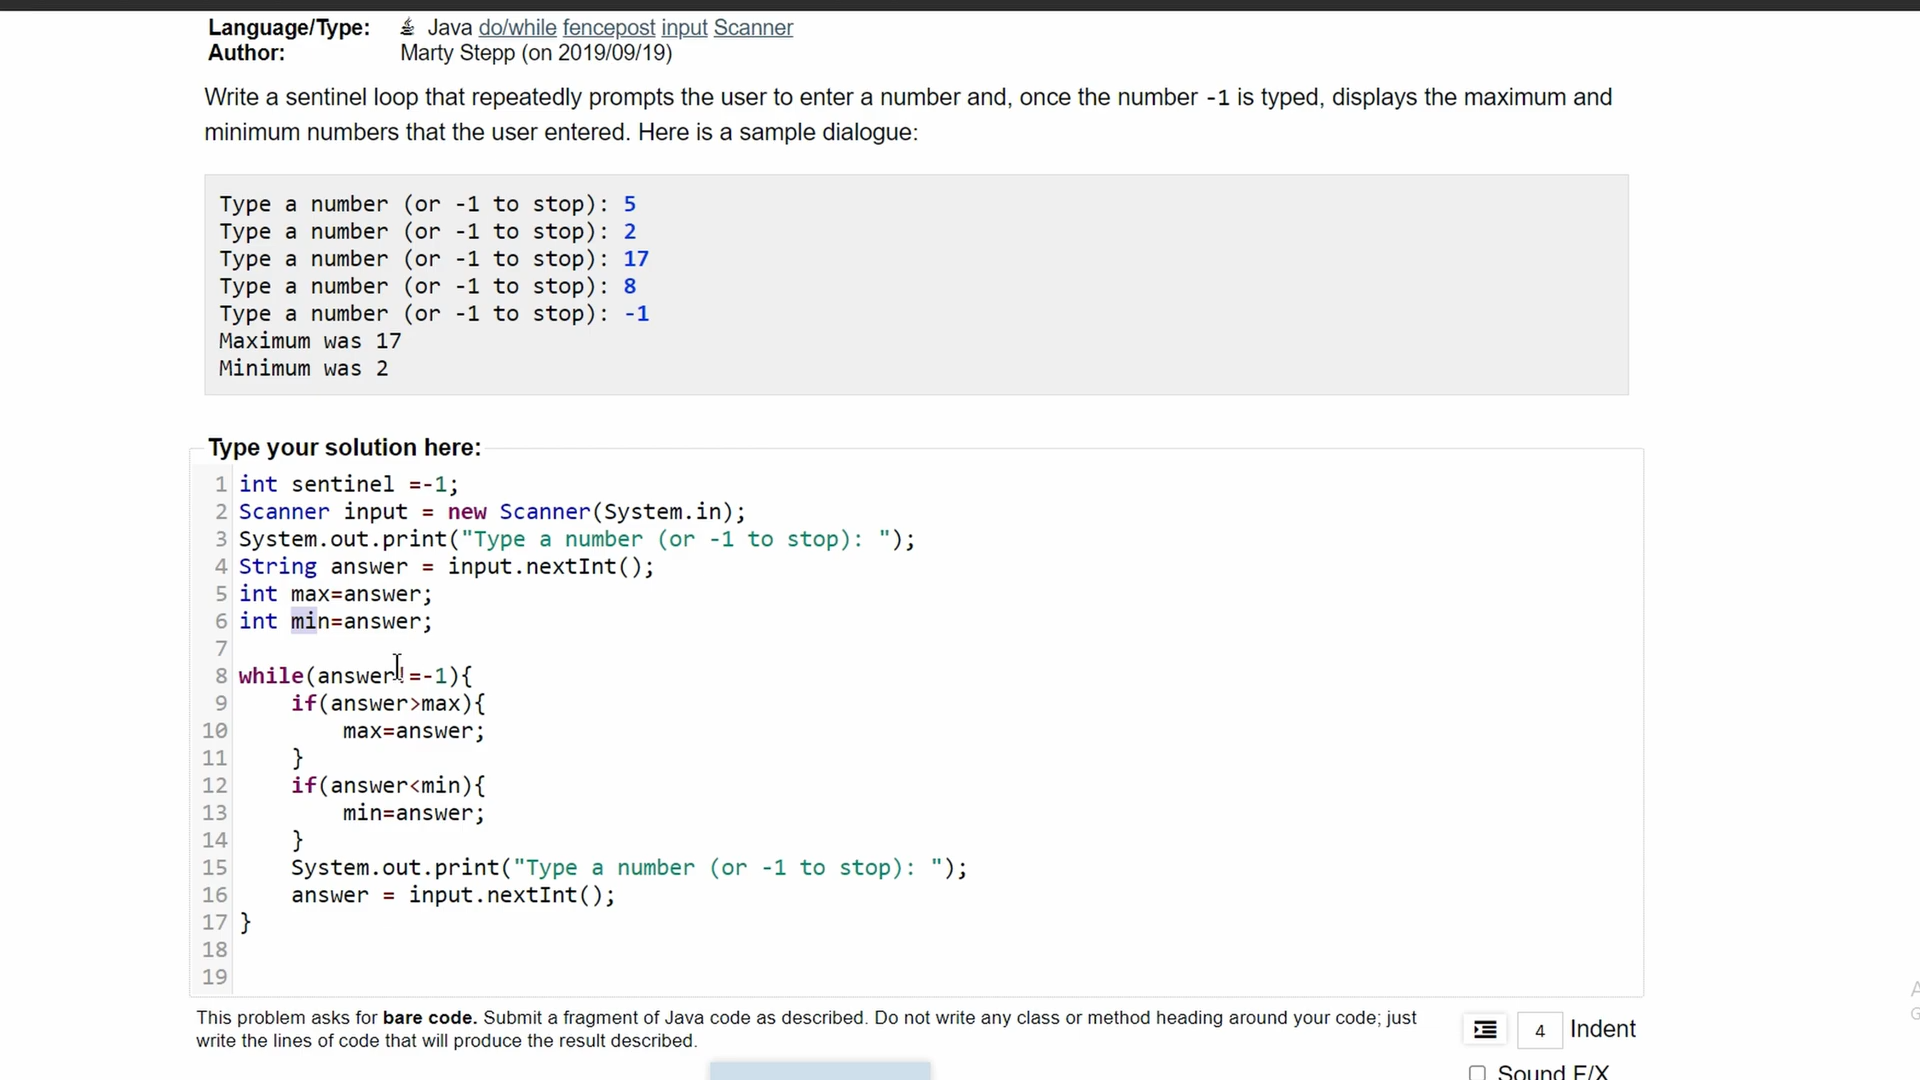 Language/Type: Java do/while fencepost input Scanner
Author: Marty Stepp (on 2019/09/19)
Write a sentinel loop that repeatedly prompts the user to enter a number and, once the number -1 is typed, displays the maximum and
minimum numbers that the user entered. Here is a sample dialogue:
Type a number (or -1 to stop): 5
Type a number (or -1 to stop): 2
Type a number (or -1 to stop): 17
Type a number (or -1 to stop): 8
Type a number (or -1 to stop): -1
Maximum was 17
Minimum was 2
Type your solution here:
1 int sentinel =-1;
2 Scanner input = new Scanner(System.in);
3 System.out.print("Type a number (or -1 to stop): ");
4 String answer = input.nextInt();
5 int max=answer;
6 int min=answer;
7
8 while(answer!=-1){
9     if(answer>max){
10         max=answer;
11     }
12     if(answer<min){
13         min=answer;
14     }
15     System.out.print("Type a number (or -1 to stop): ");
16     answer = input.nextInt();
17 }
18
19
This problem asks for bare code. Submit a fragment of Java code as described. Do not write any class or method heading around your code; just
write the lines of code that will produce the result described.
4 Indent
Sound F/X